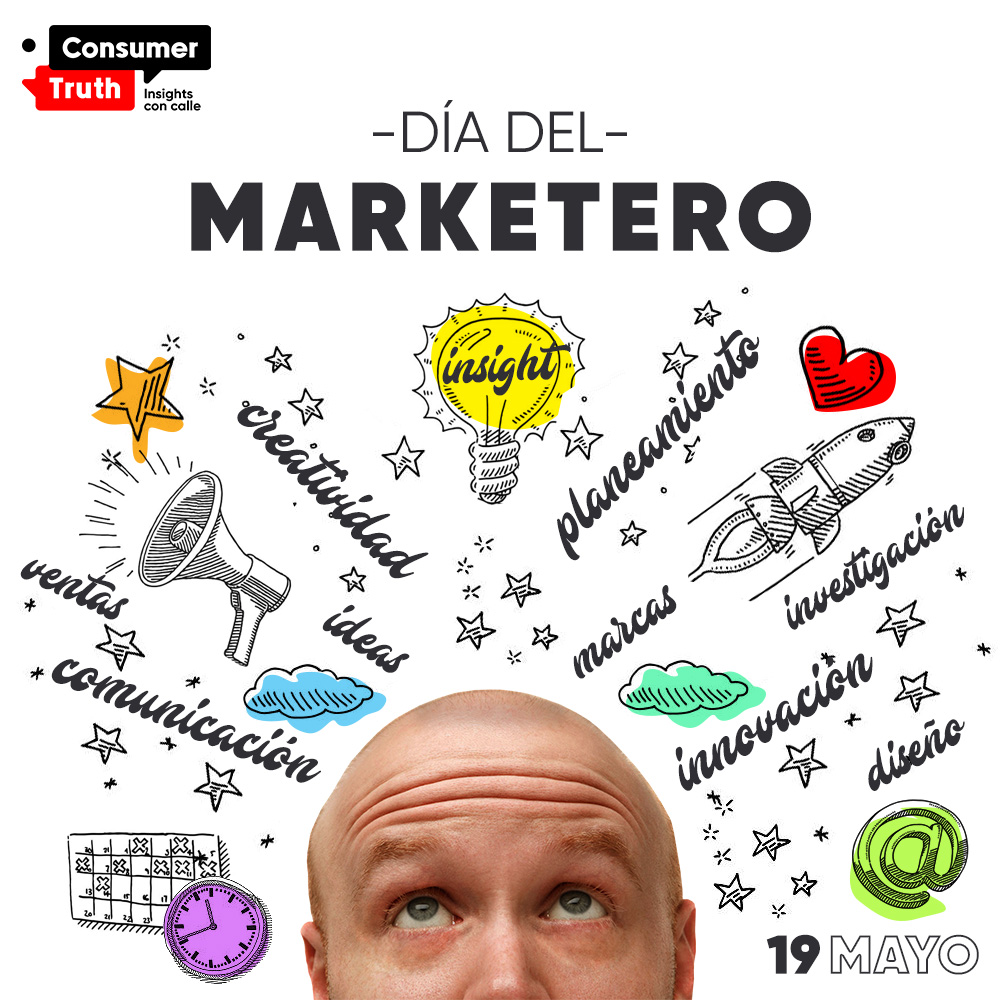 Consumer
Truth
Insights
con calle
-DÍA DEL-
MARKETERO
insight
creatividad
planeamiento
ventas
ideas
marcas
investigación
comunicación
innovación
diseño
@
19 MAYO